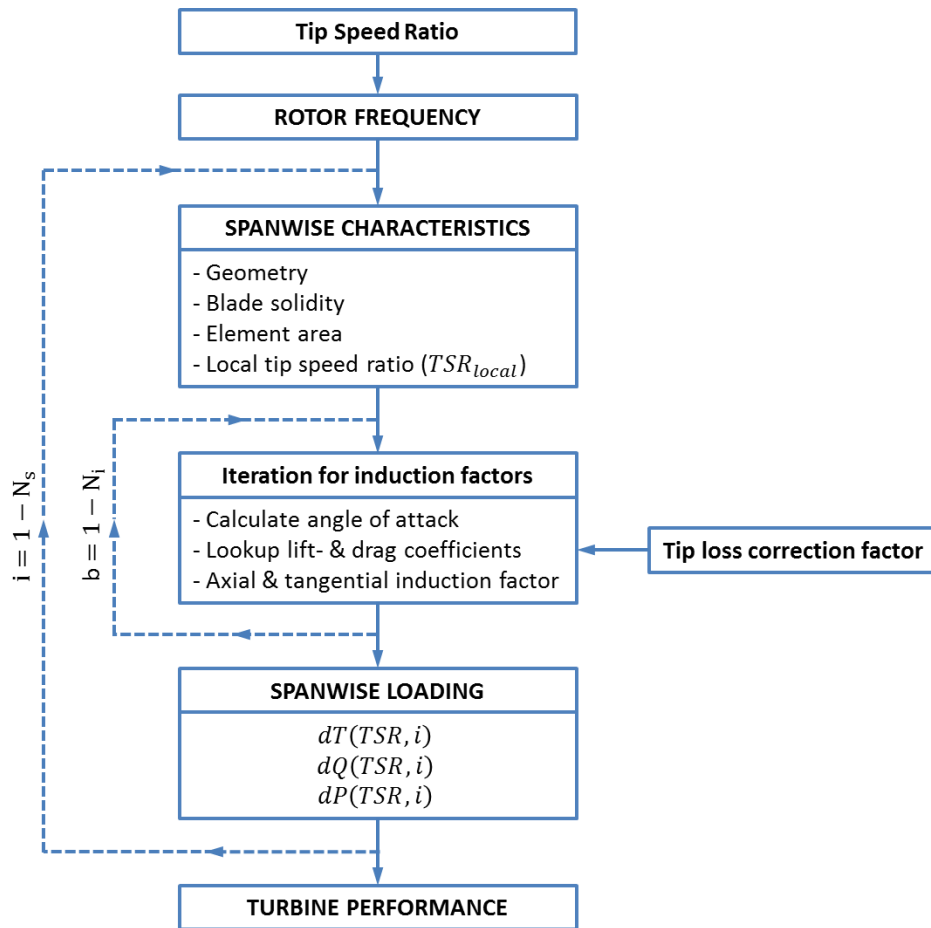 Tip Speed Ratio
ROTOR FREQUENCY
SPANWISE CHARACTERISTICS
- Geometry
- Blade solidity
- Element area
- Local tip speed ratio (TSR_local)
i = 1 − N_s
b = 1 − N_i
Iteration for induction factors
- Calculate angle of attack
- Lookup lift- & drag coefficients
- Axial & tangential induction factor
Tip loss correction factor
SPANWISE LOADING
dT(TSR, i)
dQ(TSR, i)
dP(TSR, i)
TURBINE PERFORMANCE